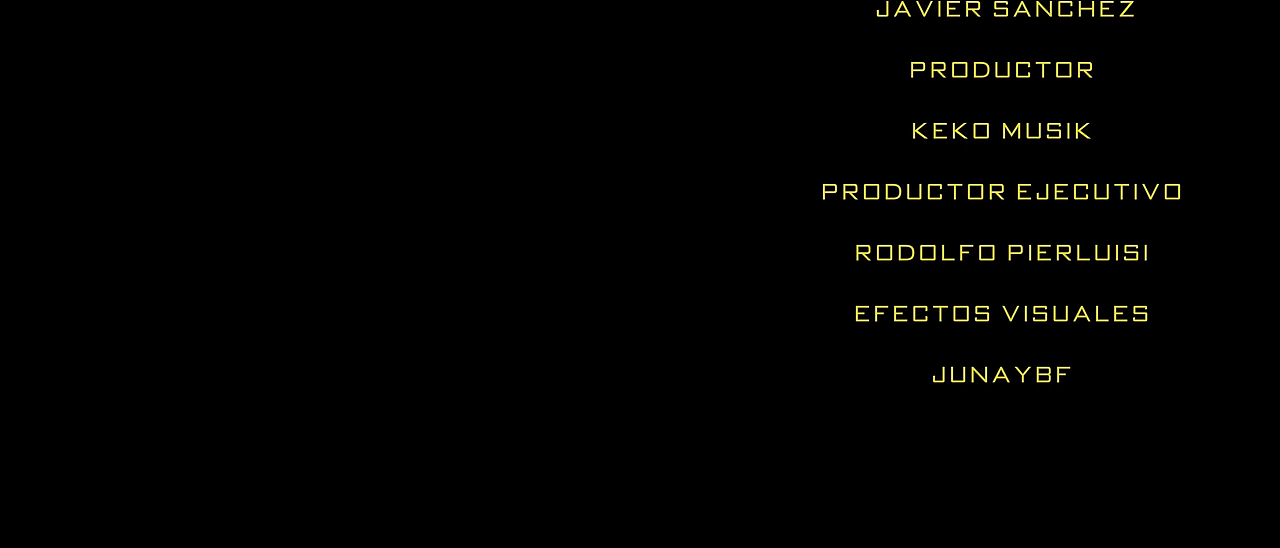 JAVIER SANCHEZ
PRODUCTOR
KEKO MUSIK
PRODUCTOR EJECUTIVO
RODOLFO PIERLUISI
EFECTOS VISUALES
JUNAYBF